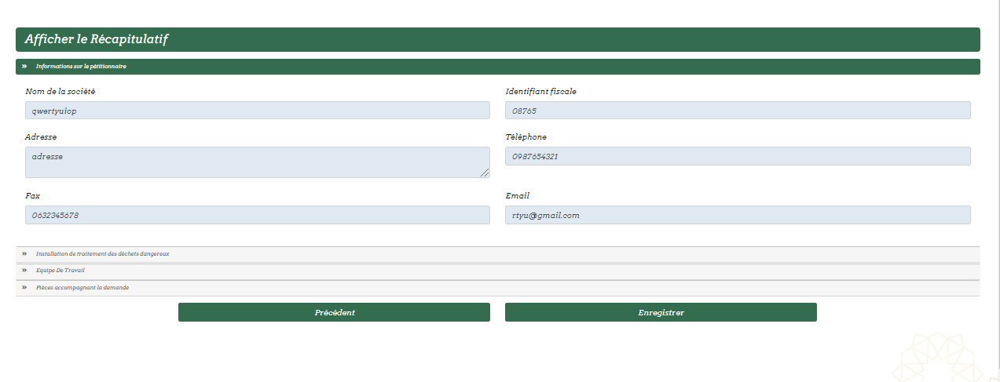 Afficher le Récapitulatif
» Informations sur le pétitionnaire
Nom de la société
Identifiant fiscale
qwertyuiop
08765
Adresse
Téléphone
adresse
0987654321
Fax
Email
0632345678
rtyu@gmail.com
» Installation de traitement des déchets dangereux
» Equipe De Travail
» Pièces accompagnant la demande
Précédent
Enregistrer